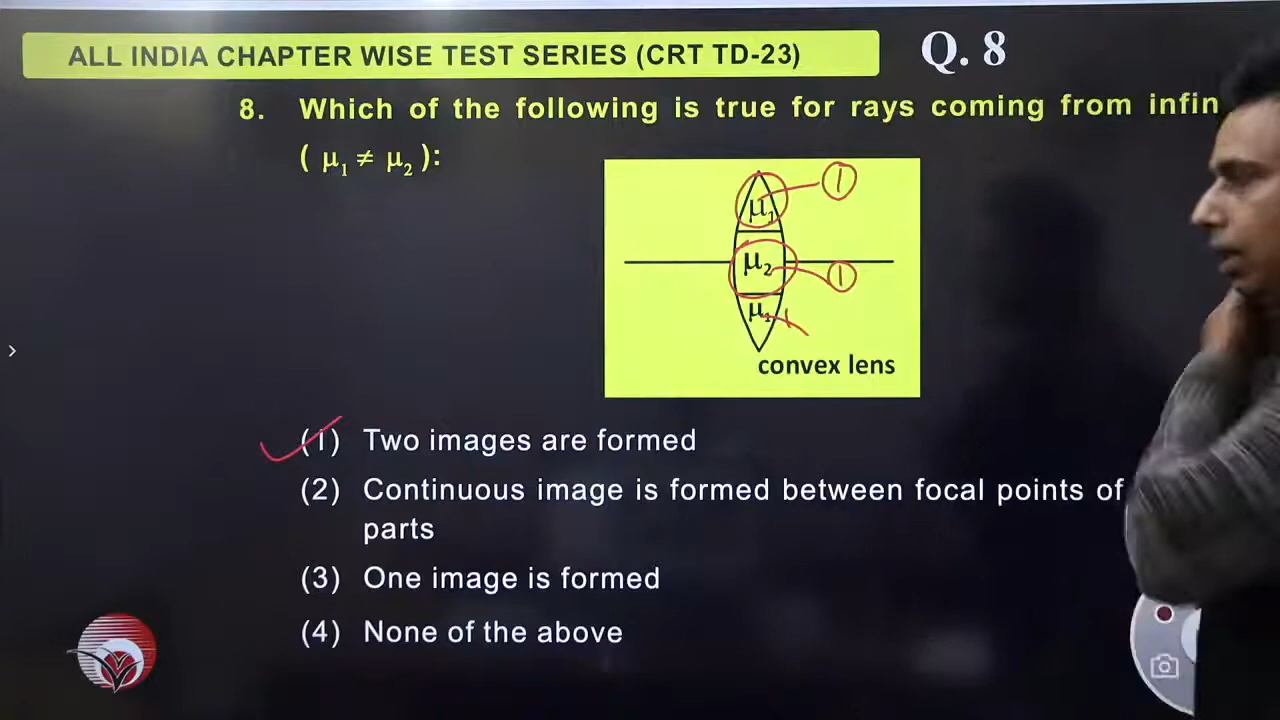 ALL INDIA CHAPTER WISE TEST SERIES (CRT TD-23)
Q. 8
8. Which of the following is true for rays coming from
( μ₁ ≠ μ₂ ):
μ₁
1
μ₂
1
μ₁
convex lens
(1) Two images are formed
(2) Continuous image is formed between focal points of
parts
(3) One image is formed
(4) None of the above